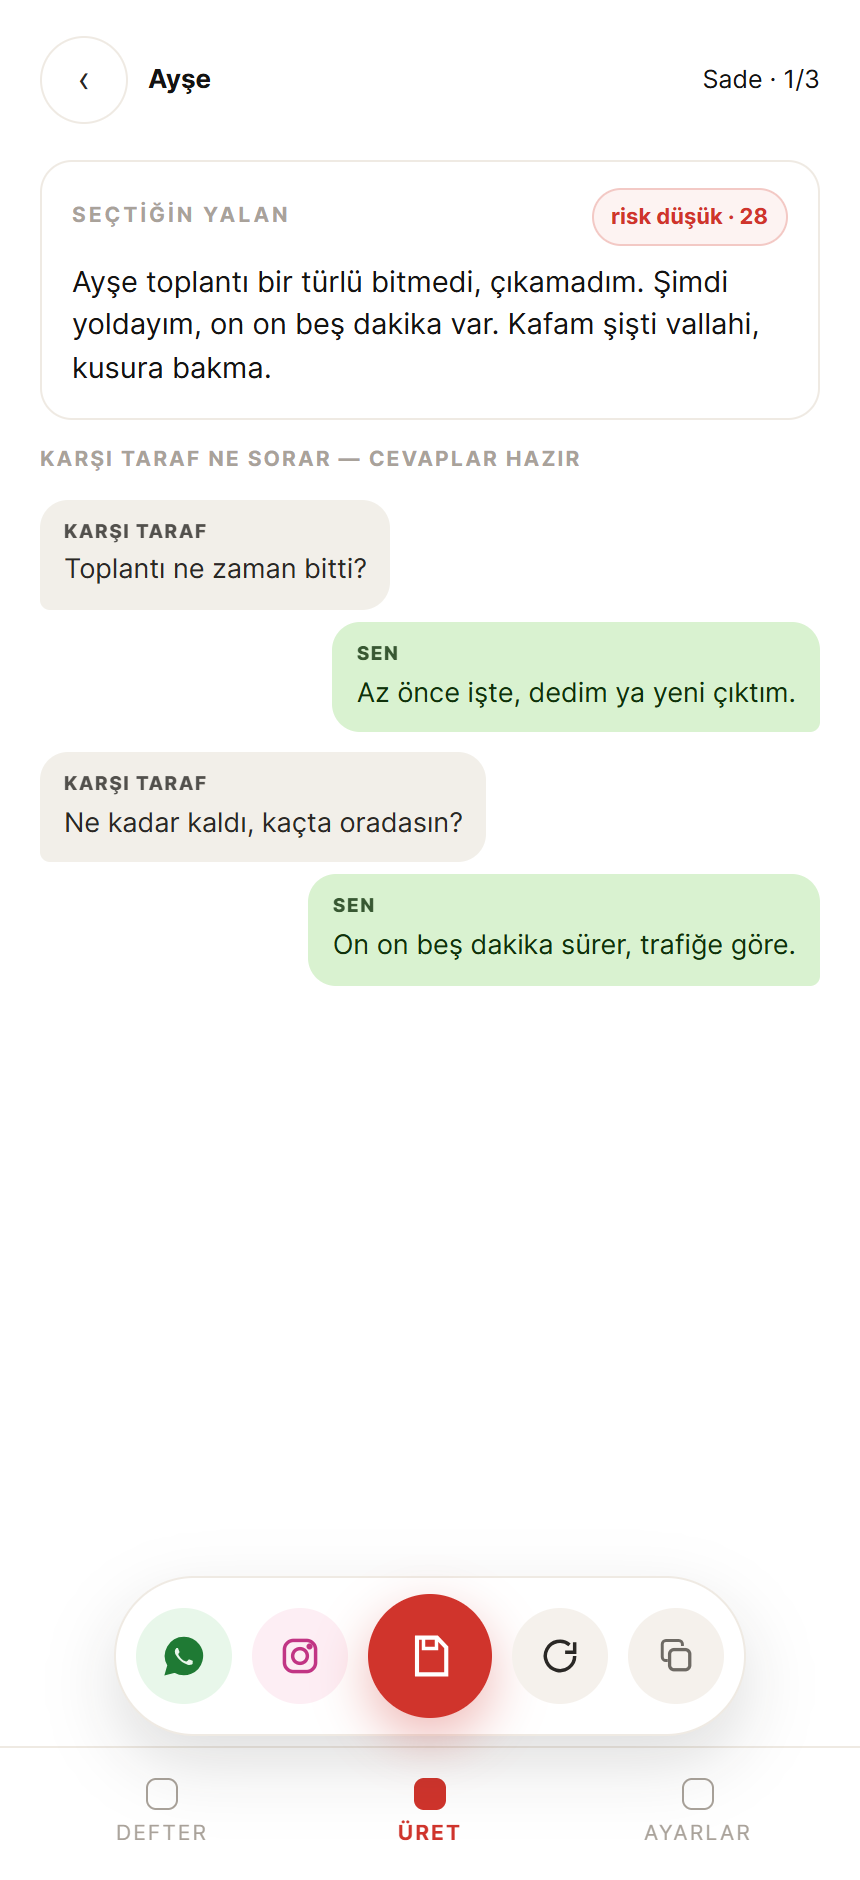 ‹ Ayşe Sade · 1/3
SEÇTİĞİN YALAN risk düşük · 28
Ayşe toplantı bir türlü bitmedi, çıkamadım. Şimdi
yoldayım, on on beş dakika var. Kafam şişti vallahi,
kusura bakma.
KARŞI TARAF NE SORAR — CEVAPLAR HAZIR
KARŞI TARAF
Toplantı ne zaman bitti?
SEN
Az önce işte, dedim ya yeni çıktım.
KARŞI TARAF
Ne kadar kaldı, kaçta oradasın?
SEN
On on beş dakika sürer, trafiğe göre.
DEFTER ÜRET AYARLAR